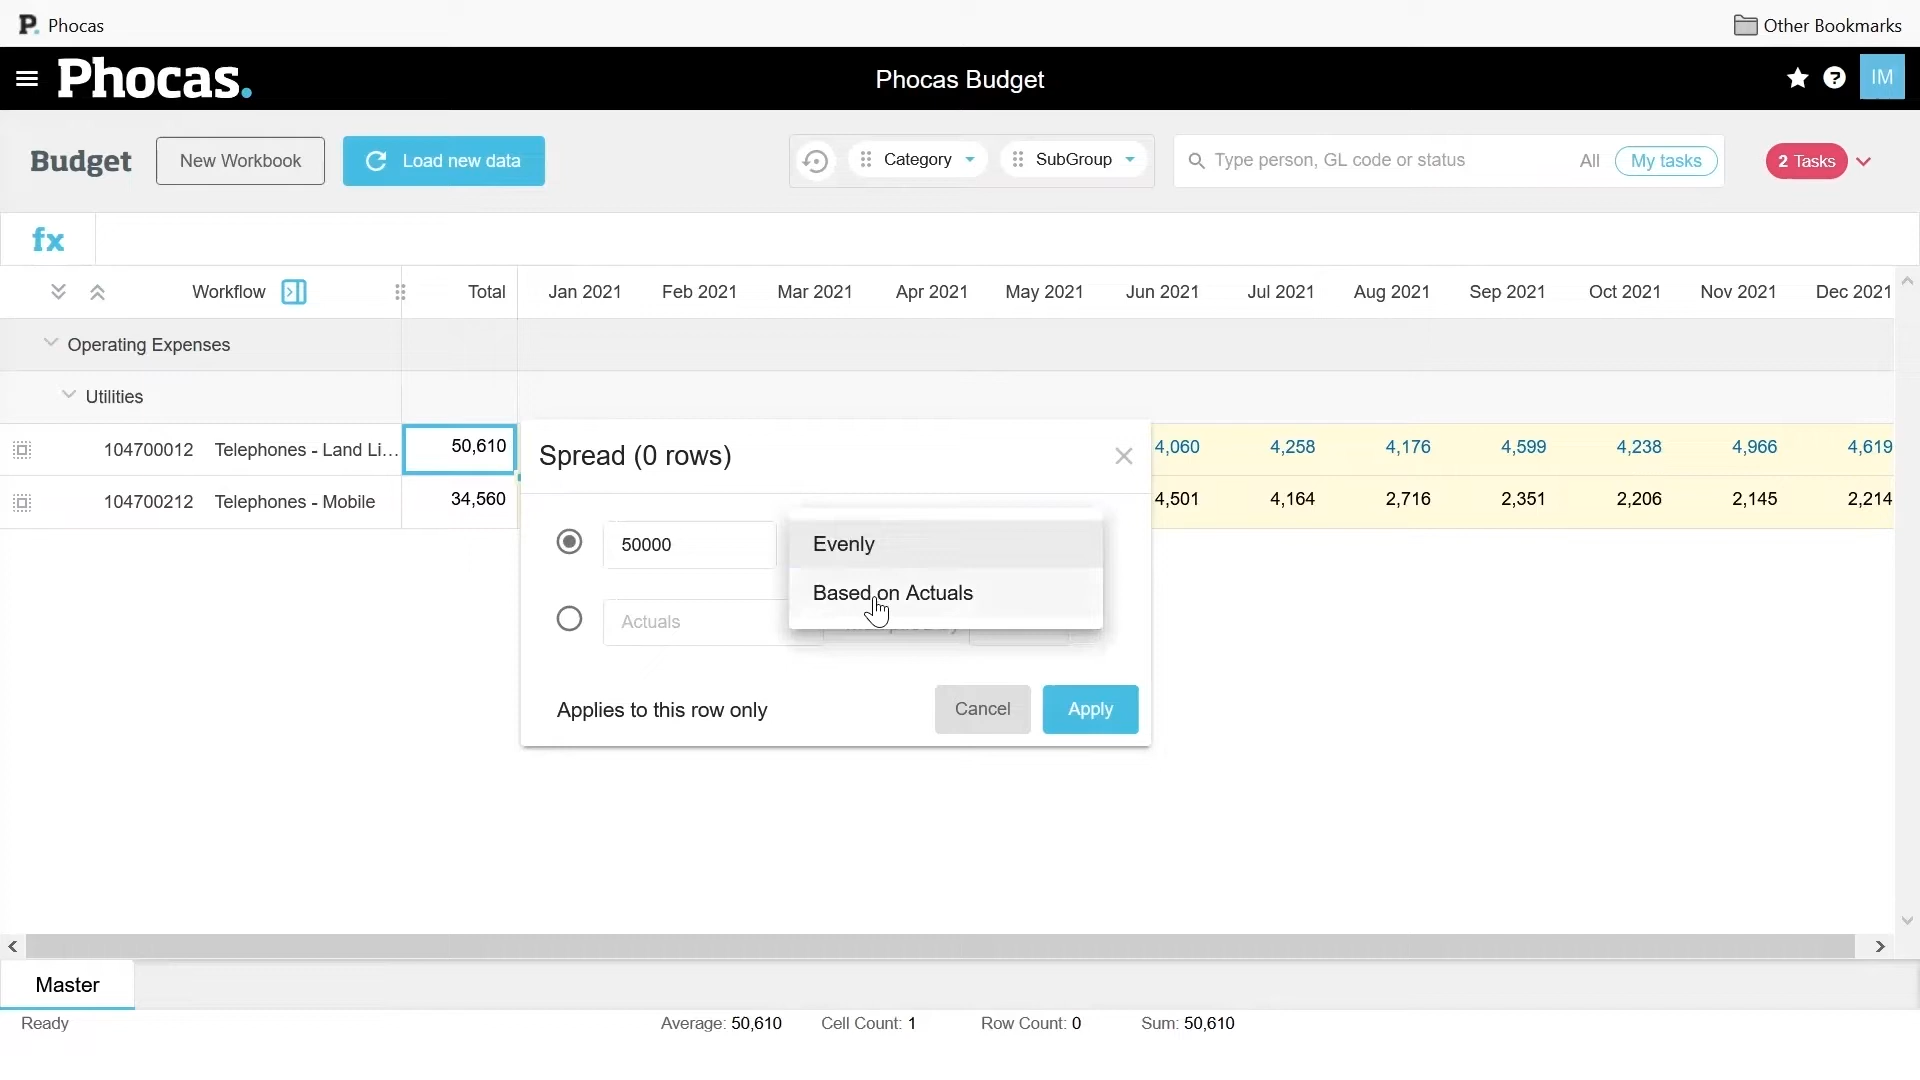 P. Phocas
Other Bookmarks
Phocas.
Phocas Budget
IM
Budget
New Workbook
Load new data
Category
SubGroup
Type person, GL code or status
All
My tasks
2 Tasks
fx
Workflow
Total
Jan 2021
Feb 2021
Mar 2021
Apr 2021
May 2021
Jun 2021
Jul 2021
Aug 2021
Sep 2021
Oct 2021
Nov 2021
Dec 2021
Operating Expenses
Utilities
104700012 Telephones - Land Li... 50,610
4,060 4,258 4,176 4,599 4,238 4,966 4,619
104700212 Telephones - Mobile 34,560
4,501 4,164 2,716 2,351 2,206 2,145 2,214
Spread (0 rows)
50000
Evenly
Based on Actuals
Actuals
Applies to this row only
Cancel
Apply
Master
Ready
Average: 50,610
Cell Count: 1
Row Count: 0
Sum: 50,610